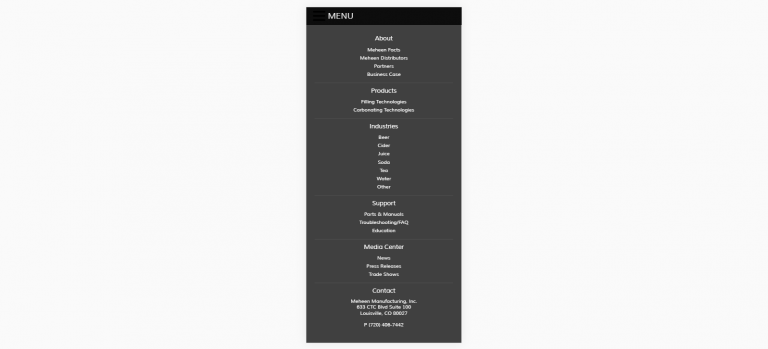 MENU
About
Meheen Facts
Meheen Distributors
Partners
Business Case
Products
Filling Technologies
Carbonating Technologies
Industries
Beer
Cider
Juice
Soda
Tea
Water
Other
Support
Parts & Manuals
Troubleshooting/FAQ
Education
Media Center
News
Press Releases
Trade Shows
Contact
Meheen Manufacturing, Inc.
633 CTC Blvd Suite 100
Louisville, CO 80027
P (720) 408-7442